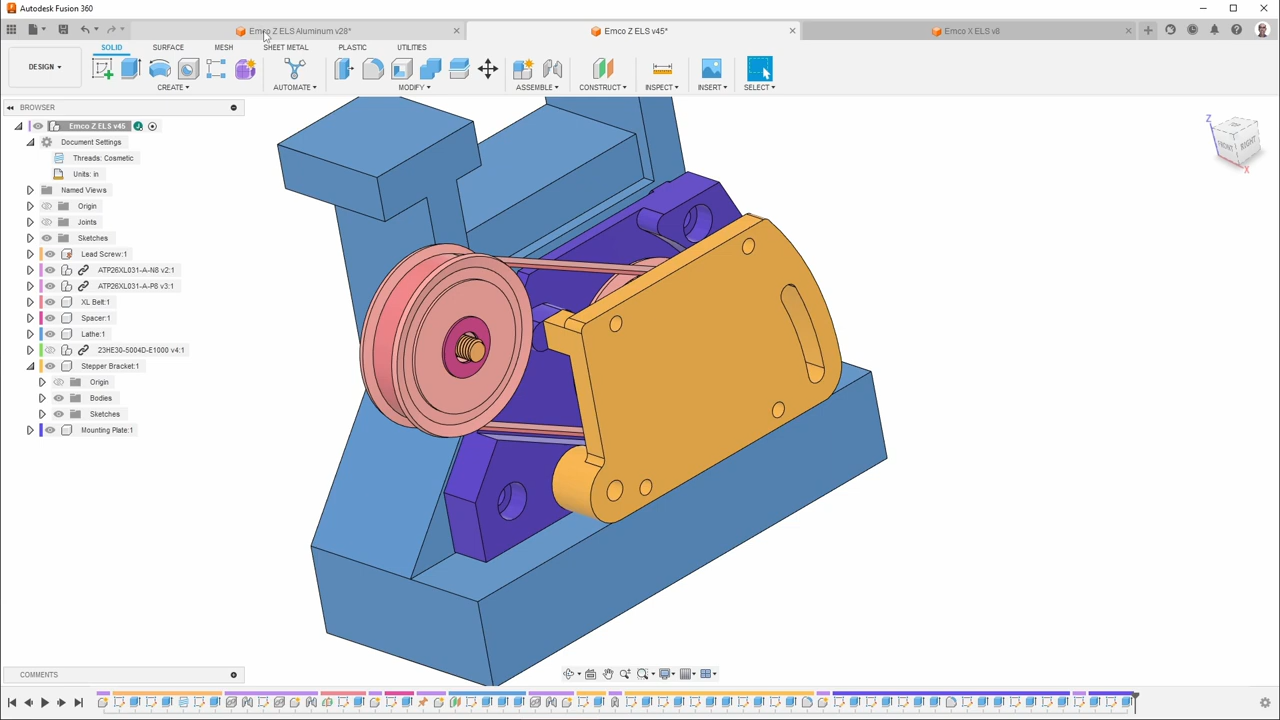 Autodesk Fusion 360
Emco Z ELS Aluminum v28*
Emco Z ELS v45*
Emco X ELS v8
SOLID
SURFACE
MESH
SHEET METAL
PLASTIC
UTILITIES
DESIGN
CREATE
AUTOMATE
MODIFY
ASSEMBLE
CONSTRUCT
INSPECT
INSERT
SELECT
BROWSER
Emco Z ELS v45
Document Settings
Threads: Cosmetic
Units: in
Named Views
Origin
Joints
Sketches
Lead Screw:1
ATP26XL031-A-N8 v2:1
ATP26XL031-A-P8 v3:1
XL Belt:1
Spacer:1
Lathe:1
23HE30-5004D-E1000 v4:1
Stepper Bracket:1
Origin
Bodies
Sketches
Mounting Plate:1
Z
FRONT
RIGHT
X
COMMENTS